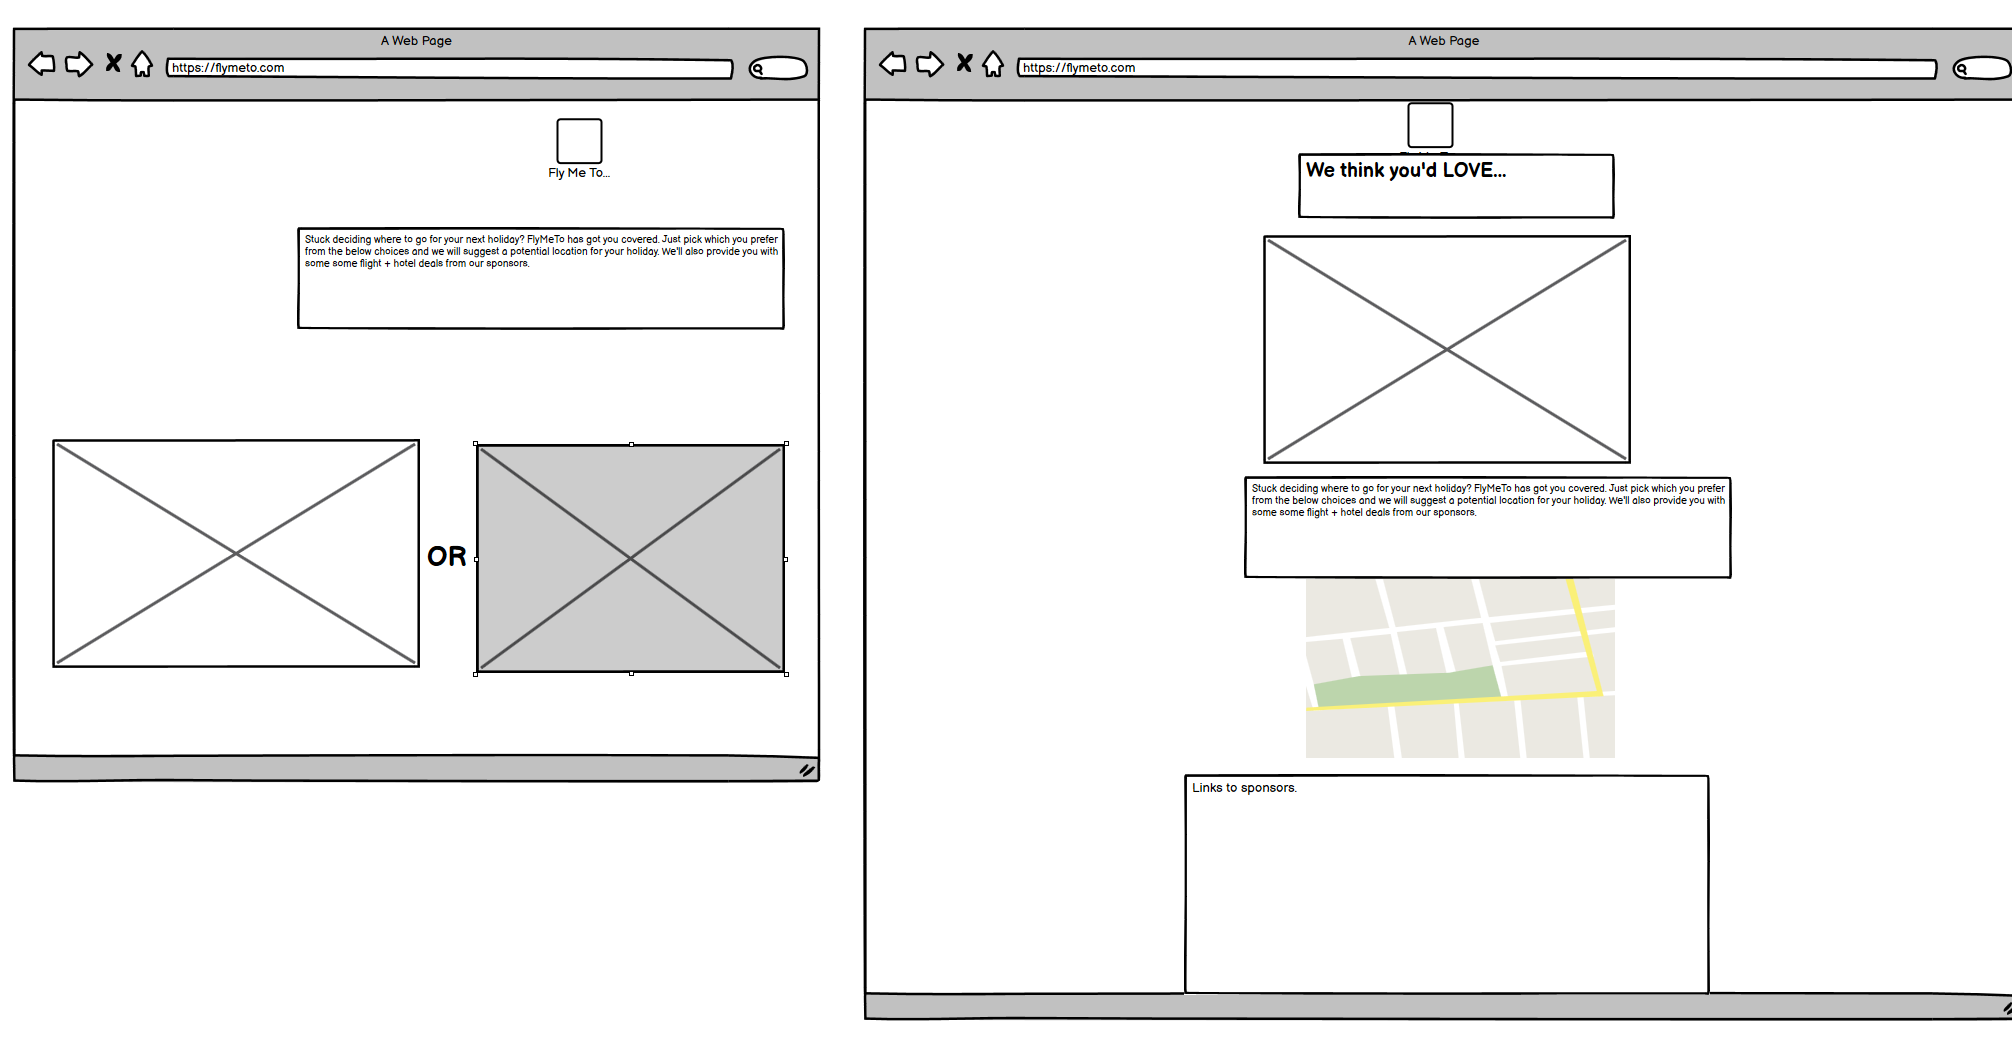 A Web Page
https://flymeto.com
Fly Me To...
Stuck deciding where to go for your next holiday? FlyMeTo has got you covered. Just pick which you prefer
from the below choices and we will suggest a potential location for your holiday. We'll also provide you with
some some flight + hotel deals from our sponsors.
OR
A Web Page
https://flymeto.com
We think you'd LOVE...
Stuck deciding where to go for your next holiday? FlyMeTo has got you covered. Just pick which you prefer
from the below choices and we will suggest a potential location for your holiday. We'll also provide you with
some some flight + hotel deals from our sponsors.
Links to sponsors.